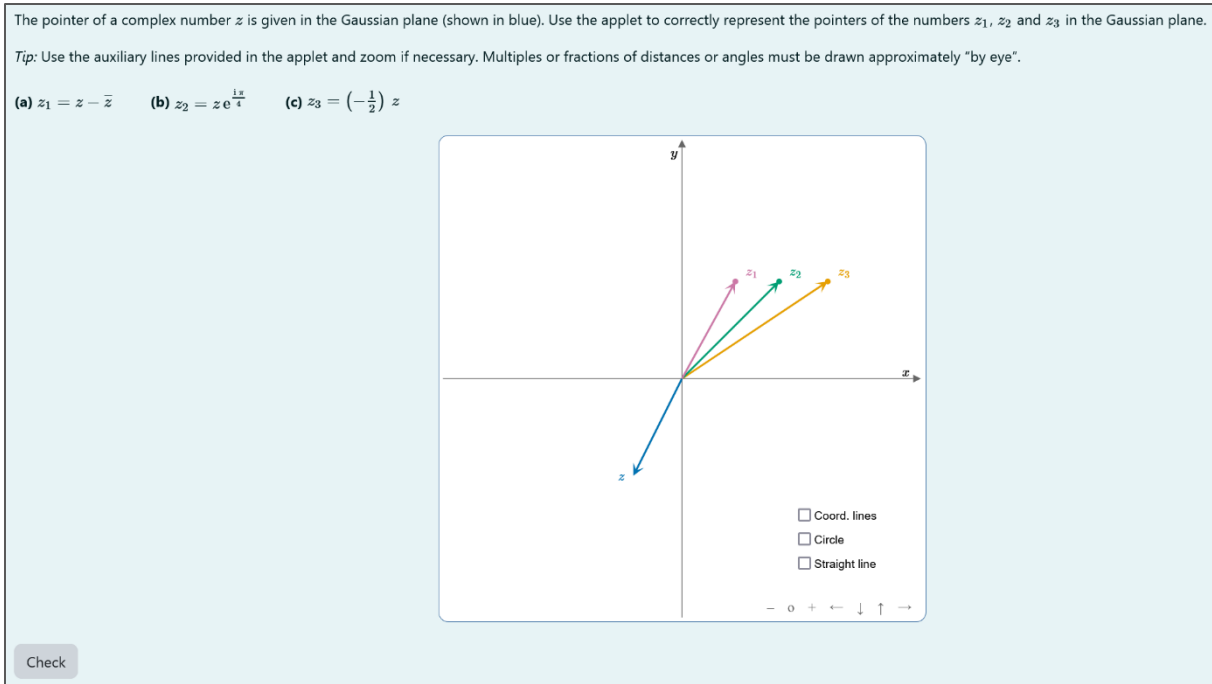 The pointer of a complex number z is given in the Gaussian plane (shown in blue). Use the applet to correctly represent the pointers of the numbers z₁, z₂ and z₃ in the Gaussian plane.
Tip: Use the auxiliary lines provided in the applet and zoom if necessary. Multiples or fractions of distances or angles must be drawn approximately "by eye".
(a) z₁ = z − z̅ (b) z₂ = z e^(iπ/4) (c) z₃ = (−1/2) z
y
z₁ z₂ z₃
x
z
Coord. lines
Circle
Straight line
− o + ← ↓ ↑ →
Check